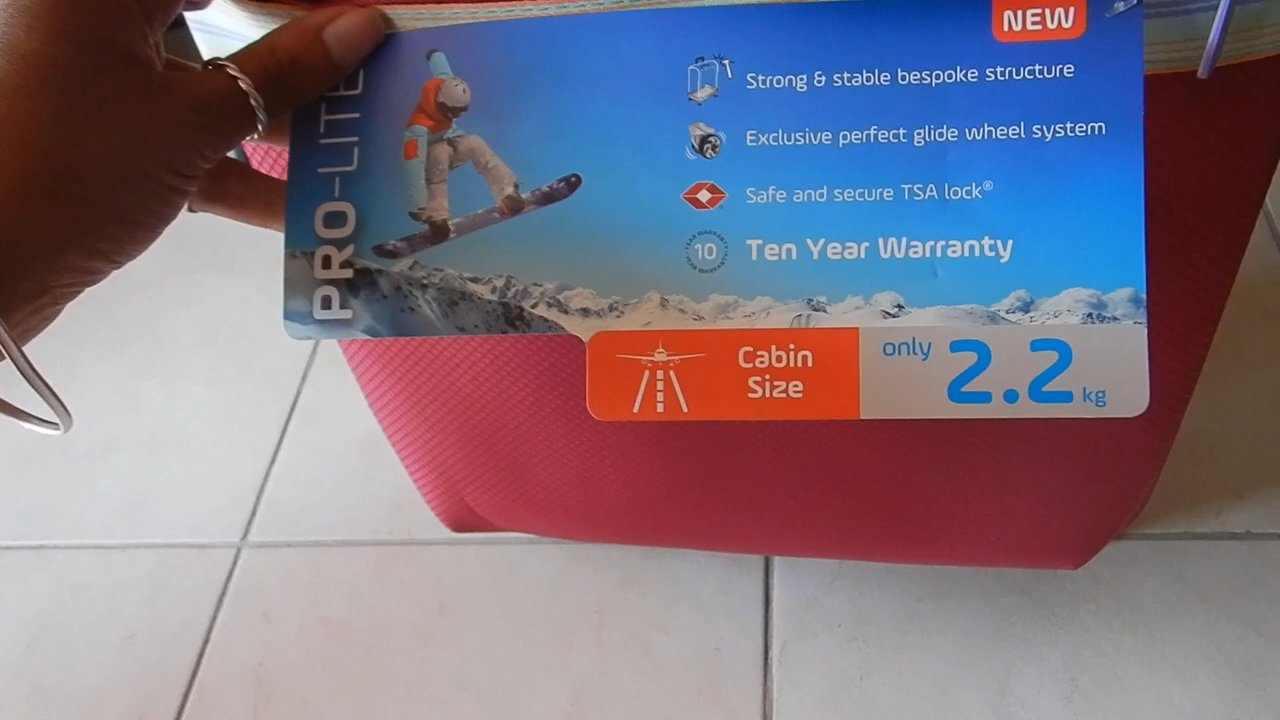 NEW
PRO-LITE
Strong & stable bespoke structure
Exclusive perfect glide wheel system
Safe and secure TSA lock®
10
Ten Year Warranty
Cabin
Size
only 2.2 kg